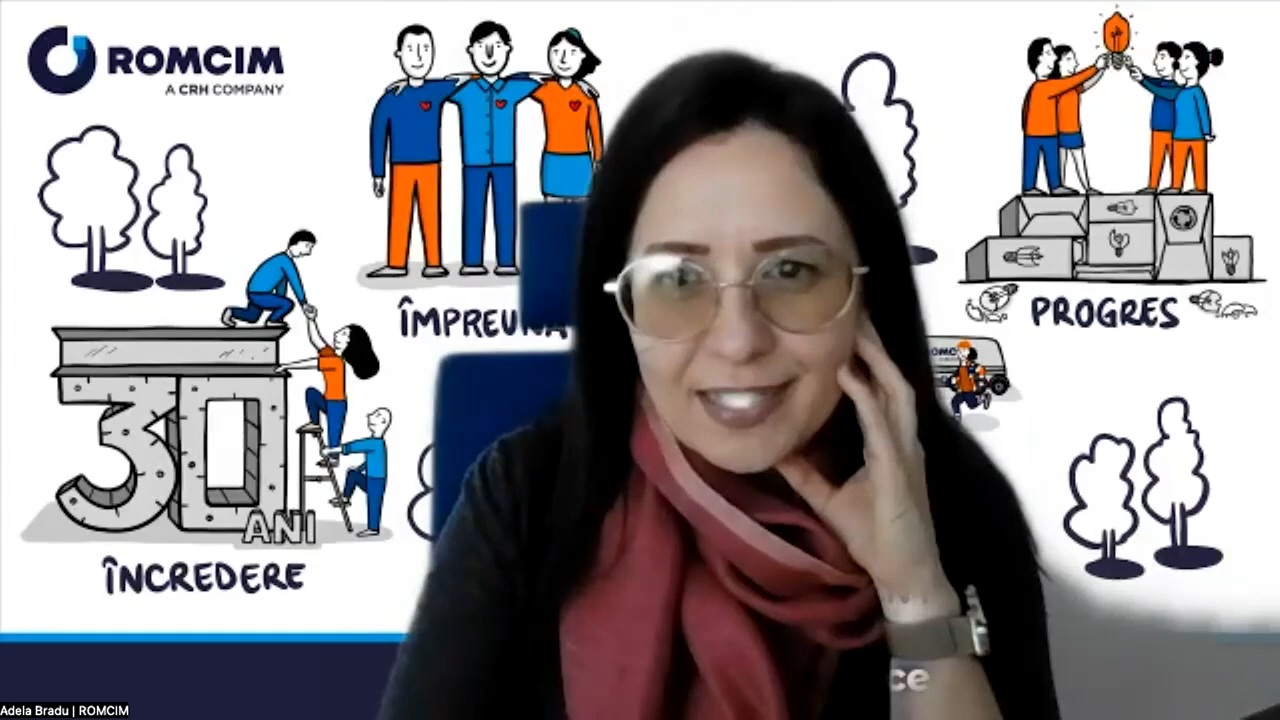 ROMCIM
A CRH COMPANY
ÎMPREUNĂ
PROGRES
30
ANI
ÎNCREDERE
Adela Bradu | ROMCIM